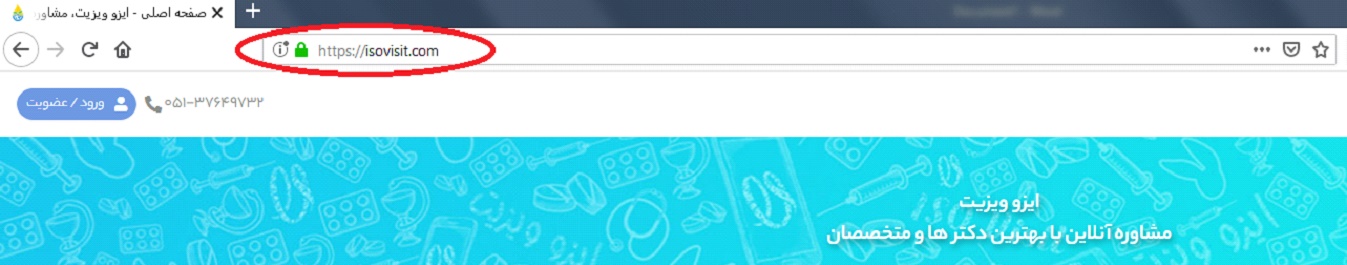 صفحه اصلی - ایزو ویزیت، مشاور
https://isovisit.com
ورود / عضویت
۰۵۱-۳۷۶۴۹۷۳۲
ایزو ویزیت
مشاوره آنلاین با بهترین دکتر ها و متخصصان